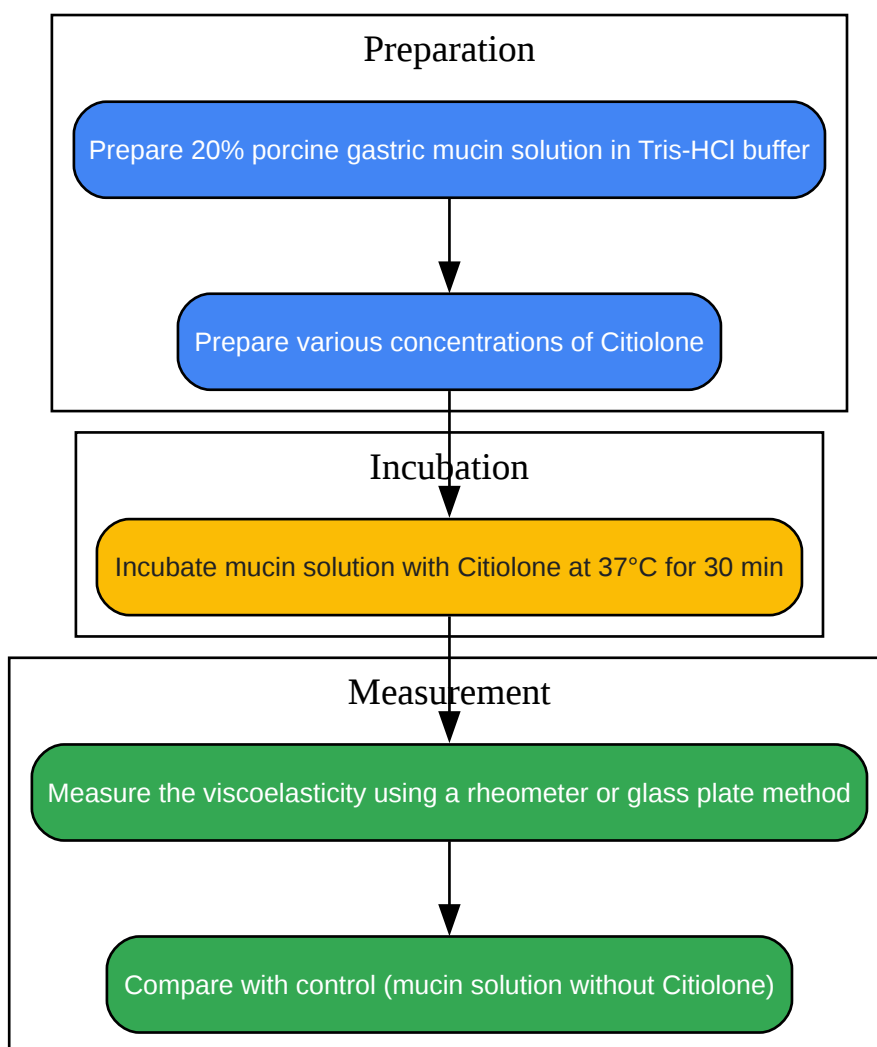 Preparation
Prepare 20% porcine gastric mucin solution in Tris-HCl buffer
Prepare various concentrations of Citiolone
Incubation
Incubate mucin solution with Citiolone at 37°C for 30 min
Measurement
Measure the viscoelasticity using a rheometer or glass plate method
Compare with control (mucin solution without Citiolone)